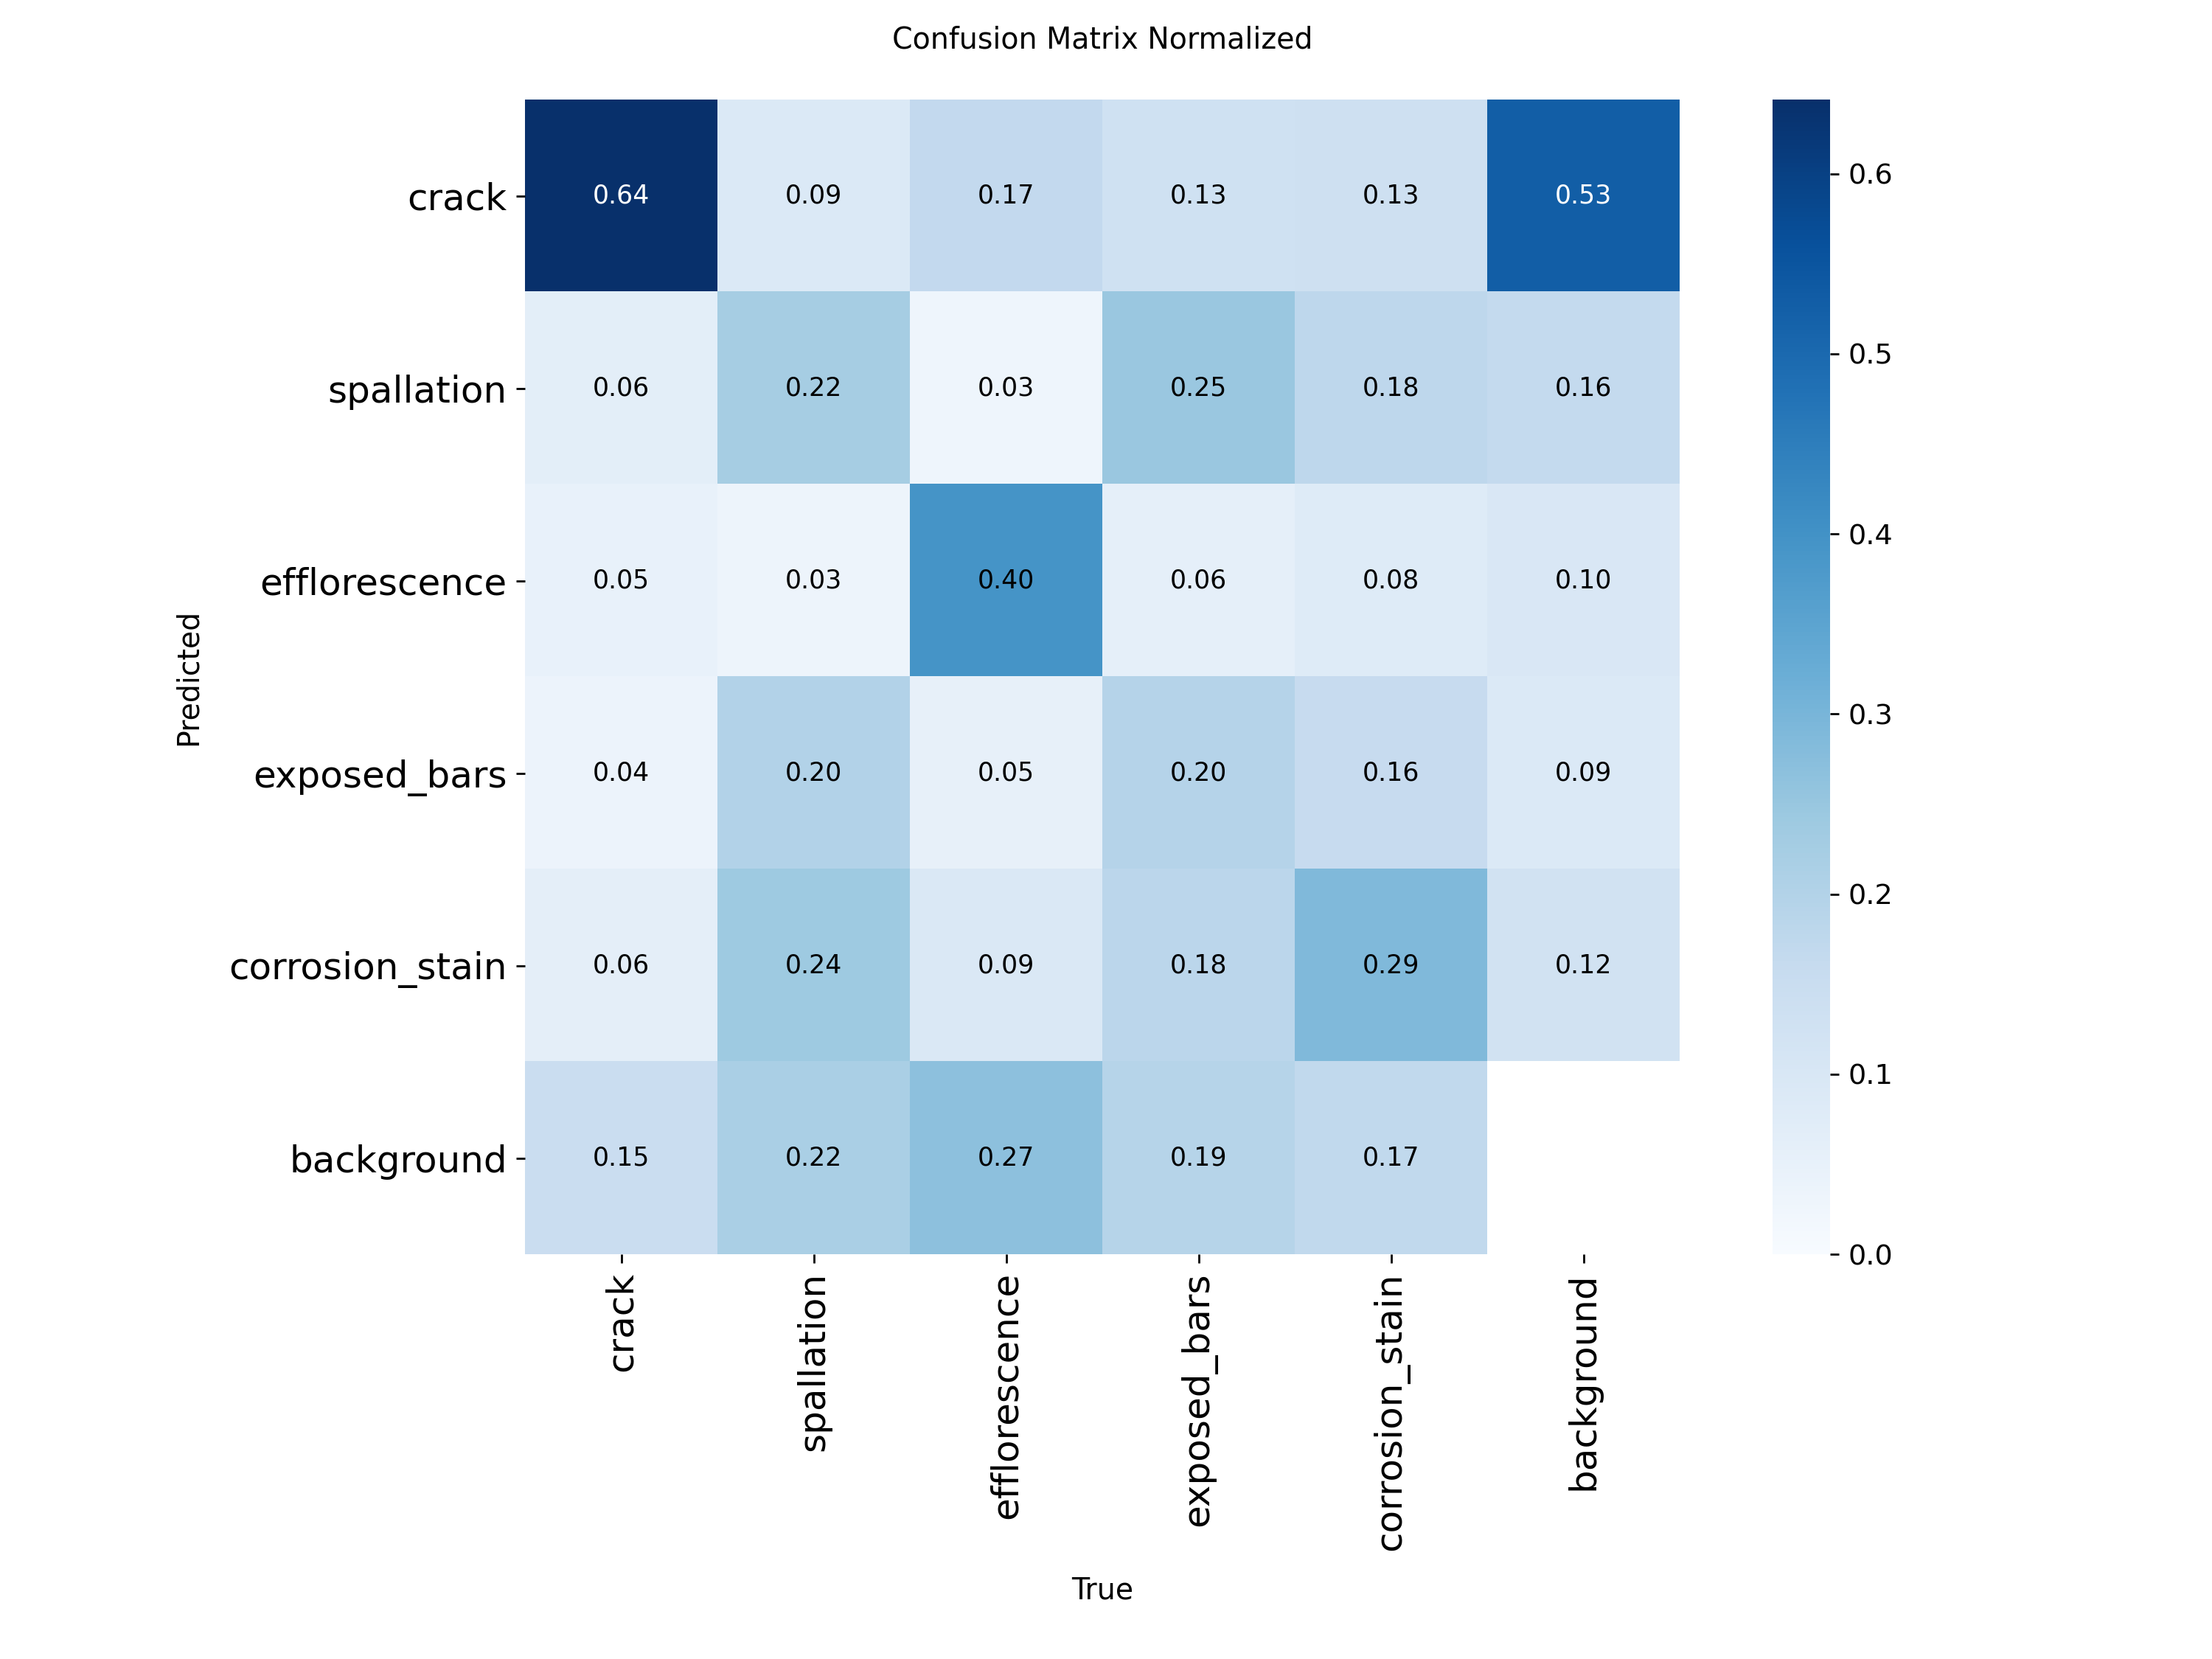 Confusion Matrix Normalized
crack 0.64 0.09 0.17 0.13 0.13 0.53
spallation 0.06 0.22 0.03 0.25 0.18 0.16
efflorescence 0.05 0.03 0.40 0.06 0.08 0.10
exposed_bars 0.04 0.20 0.05 0.20 0.16 0.09
corrosion_stain 0.06 0.24 0.09 0.18 0.29 0.12
background 0.15 0.22 0.27 0.19 0.17
Predicted
crack spallation efflorescence exposed_bars corrosion_stain background
True
0.6
0.5
0.4
0.3
0.2
0.1
0.0